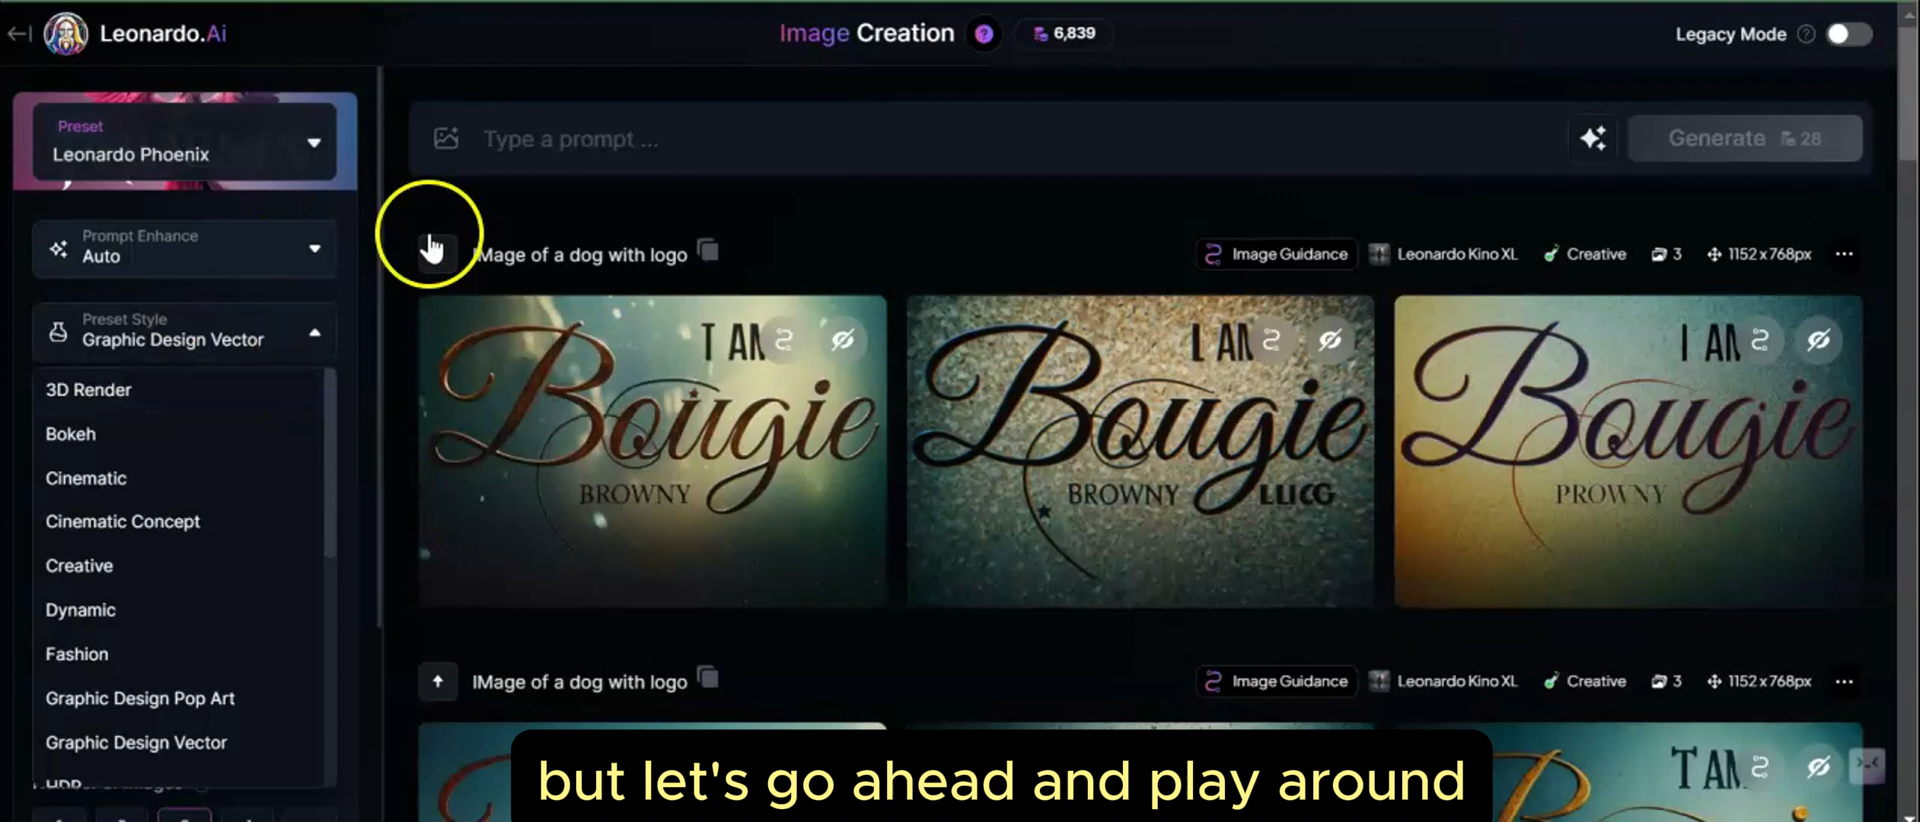 Leonardo.Ai
Image Creation
?
6,839
Legacy Mode
?
Preset
Leonardo Phoenix
Type a prompt ...
Generate
28
Prompt Enhance
Auto
IMage of a dog with logo
Image Guidance
Leonardo Kino XL
Creative
3
1152x768px
...
Preset Style
Graphic Design Vector
3D Render
Bokeh
Cinematic
Cinematic Concept
Creative
Dynamic
Fashion
Graphic Design Pop Art
Graphic Design Vector
HDR
T AM
Bougie
BROWNY
I AM
Bougie
BROWNY
LLICG
I AM
Bougie
PROWNY
IMage of a dog with logo
Image Guidance
Leonardo Kino XL
Creative
3
1152x768px
...
T AM
but let's go ahead and play around